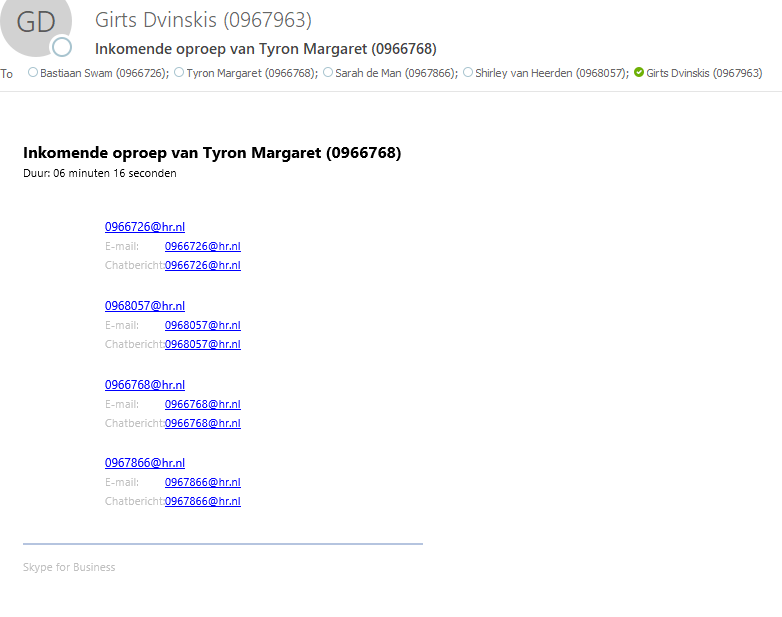 GD
Girts Dvinskis (0967963)
Inkomende oproep van Tyron Margaret (0966768)
To Bastiaan Swam (0966726); Tyron Margaret (0966768); Sarah de Man (0967866); Shirley van Heerden (0968057); Girts Dvinskis (0967963)
Inkomende oproep van Tyron Margaret (0966768)
Duur: 06 minuten 16 seconden
0966726@hr.nl
E-mail: 0966726@hr.nl
Chatbericht: 0966726@hr.nl
0968057@hr.nl
E-mail: 0968057@hr.nl
Chatbericht: 0968057@hr.nl
0966768@hr.nl
E-mail: 0966768@hr.nl
Chatbericht: 0966768@hr.nl
0967866@hr.nl
E-mail: 0967866@hr.nl
Chatbericht: 0967866@hr.nl
Skype for Business